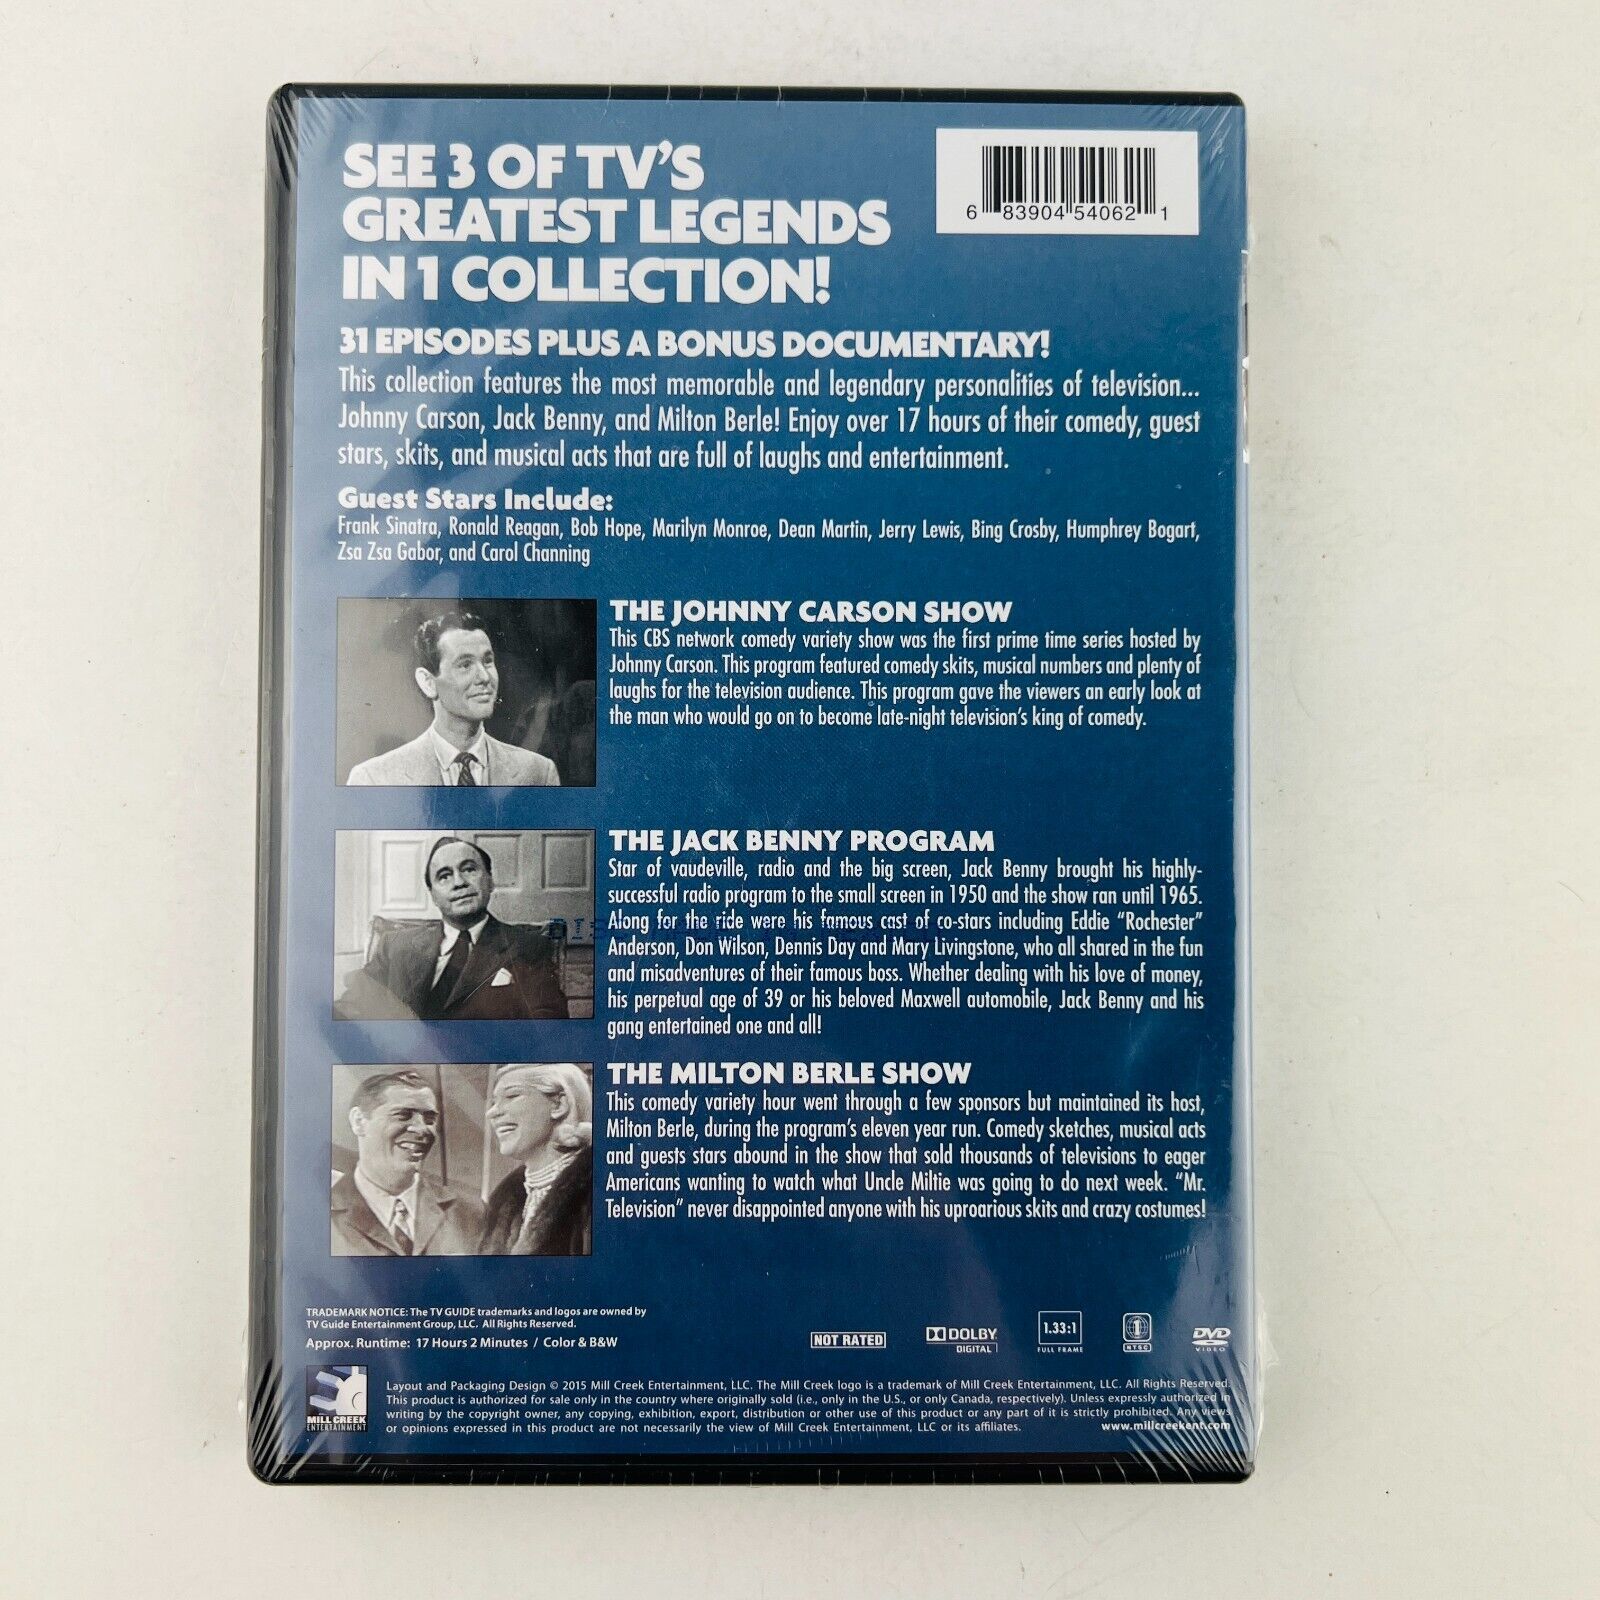 SEE 3 OF TV'S
GREATEST LEGENDS
IN 1 COLLECTION!
6 83904 54062 1
31 EPISODES PLUS A BONUS DOCUMENTARY!
This collection features the most memorable and legendary personalities of television...
Johnny Carson, Jack Benny, and Milton Berle! Enjoy over 17 hours of their comedy, guest
stars, skits, and musical acts that are full of laughs and entertainment.
Guest Stars Include:
Frank Sinatra, Ronald Reagan, Bob Hope, Marilyn Monroe, Dean Martin, Jerry Lewis, Bing Crosby, Humphrey Bogart,
Zsa Zsa Gabor, and Carol Channing
THE JOHNNY CARSON SHOW
This CBS network comedy variety show was the first prime time series hosted by
Johnny Carson. This program featured comedy skits, musical numbers and plenty of
laughs for the television audience. This program gave the viewers an early look at
the man who would go on to become late-night television's king of comedy.
THE JACK BENNY PROGRAM
Star of vaudeville, radio and the big screen, Jack Benny brought his highly-
successful radio program to the small screen in 1950 and the show ran until 1965.
Along for the ride were his famous cast of co-stars including Eddie "Rochester"
Anderson, Don Wilson, Dennis Day and Mary Livingstone, who all shared in the fun
and misadventures of their famous boss. Whether dealing with his love of money,
his perpetual age of 39 or his beloved Maxwell automobile, Jack Benny and his
gang entertained one and all!
THE MILTON BERLE SHOW
This comedy variety hour went through a few sponsors but maintained its host,
Milton Berle, during the program's eleven year run. Comedy sketches, musical acts
and guests stars abound in the show that sold thousands of televisions to eager
Americans wanting to watch what Uncle Miltie was going to do next week. "Mr.
Television" never disappointed anyone with his uproarious skits and crazy costumes!
TRADEMARK NOTICE: The TV GUIDE trademarks and logos are owned by
TV Guide Entertainment Group, LLC. All Rights Reserved.
Approx. Runtime: 17 Hours 2 Minutes / Color & B&W
NOT RATED
DOLBY
DIGITAL
1.33:1
FULL FRAME
1
NTSC
DVD
VIDEO
MILL CREEK
ENTERTAINMENT
Layout and Packaging Design © 2015 Mill Creek Entertainment, LLC. The Mill Creek logo is a trademark of Mill Creek Entertainment, LLC. All Rights Reserved.
This product is authorized for sale only in the country where originally sold (i.e., only in the U.S., or only Canada, respectively). Unless expressly authorized in
writing by the copyright owner, any copying, exhibition, export, distribution or other use of this product or any part of it is strictly prohibited. Any views
or opinions expressed in this product are not necessarily the view of Mill Creek Entertainment, LLC or its affiliates.
www.millcreekent.com